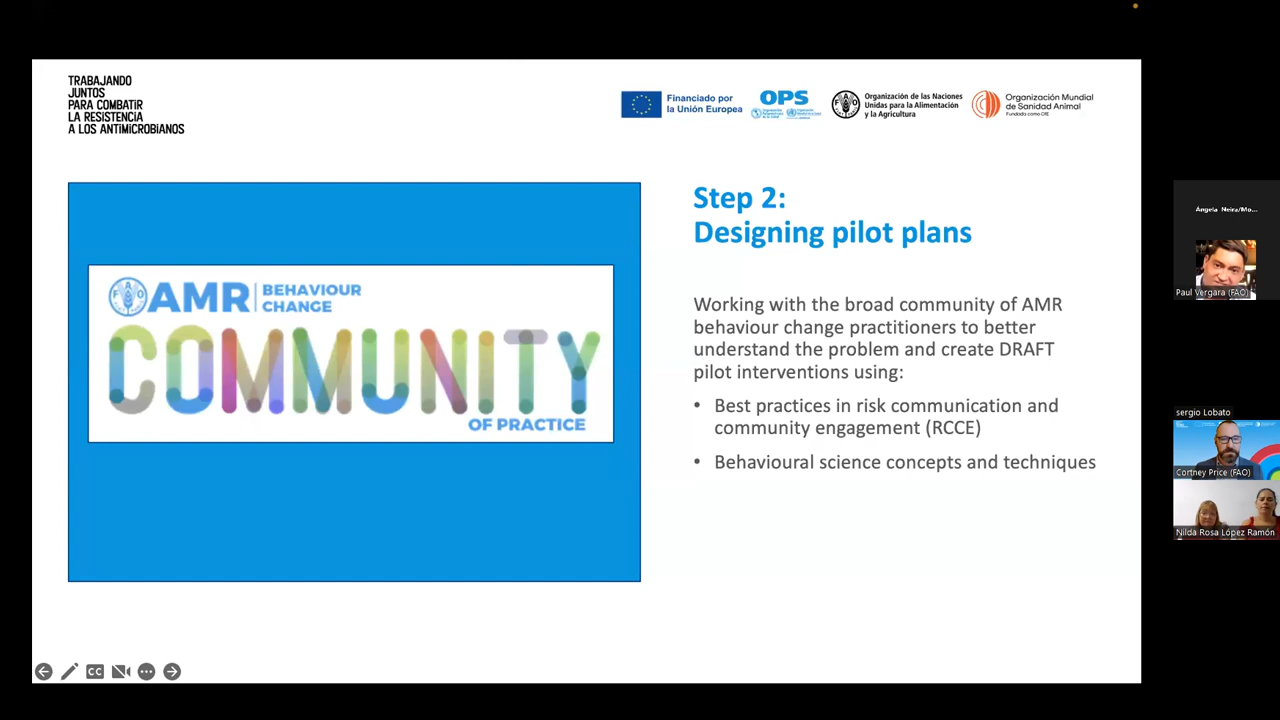 TRABAJANDO
JUNTOS
PARA COMBATIR
LA RESISTENCIA
A LOS ANTIMICROBIANOS
Financiado por
la Unión Europea
OPS
FAO
Organización de las Naciones
Unidas para la Alimentación
y la Agricultura
Organización Mundial
de Sanidad Animal
Fundada como OIE
Step 2:
Designing pilot plans
FAO
AMR
BEHAVIOUR
CHANGE
COMMUNITY
OF PRACTICE
Working with the broad community of AMR
behaviour change practitioners to better
understand the problem and create DRAFT
pilot interventions using:
• Best practices in risk communication and
community engagement (RCCE)
• Behavioural science concepts and techniques
Ángela Neira/Mo...
Paul Vergara (FAO)
sergio Lobato
Cortney Price (FAO)
Nilda Rosa López Ramón
CC